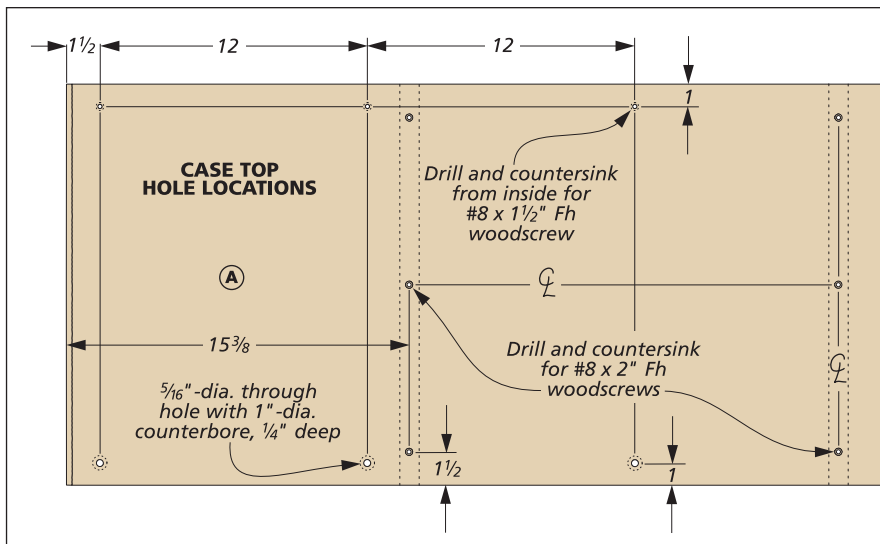 1½
12
12
1
CASE TOP
HOLE LOCATIONS
Drill and countersink
from inside for
#8 x 1½" Fh
woodscrew
A
℄
15⅜
Drill and countersink
for #8 x 2" Fh
woodscrews
℄
5⁄16"-dia. through
hole with 1"-dia.
counterbore, ¼" deep
1½
1